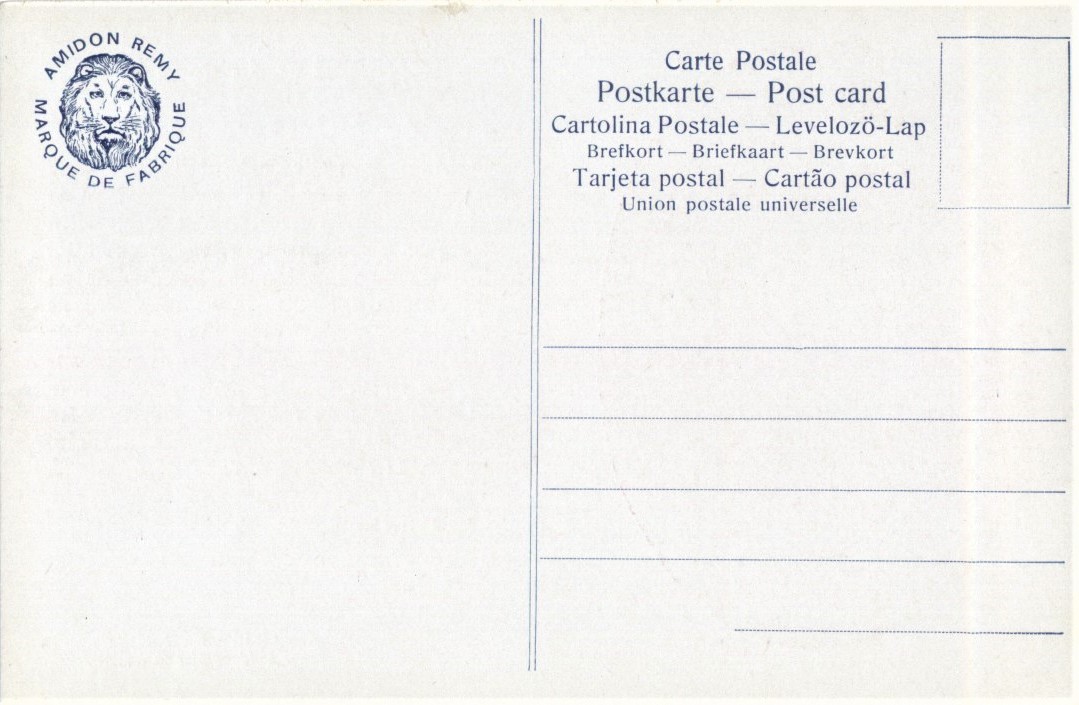 AMIDON REMY
MARQUE DE FABRIQUE
Carte Postale
Postkarte — Post card
Cartolina Postale — Levelozö-Lap
Brefkort — Briefkaart — Brevkort
Tarjeta postal — Cartão postal
Union postale universelle